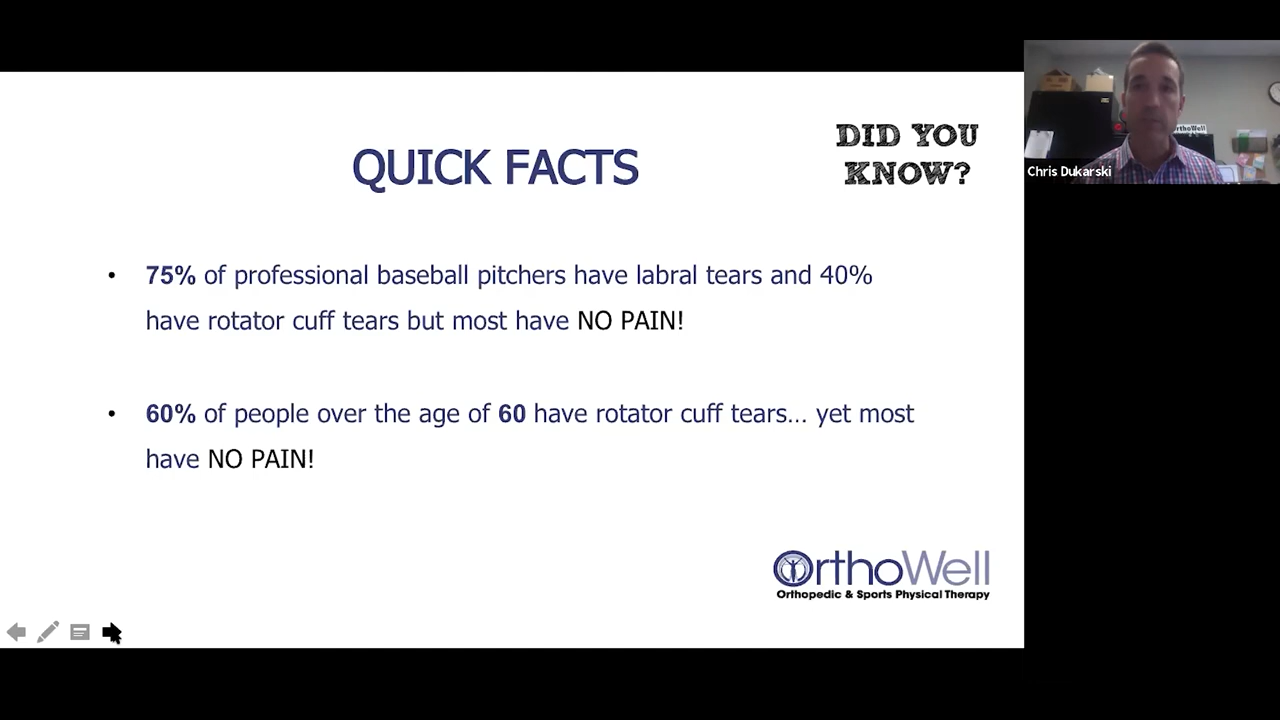 DID YOU
KNOW?
QUICK FACTS
• 75% of professional baseball pitchers have labral tears and 40%
have rotator cuff tears but most have NO PAIN!
• 60% of people over the age of 60 have rotator cuff tears... yet most
have NO PAIN!
OrthoWell
Orthopedic & Sports Physical Therapy
OrthoWell
Chris Dukarski